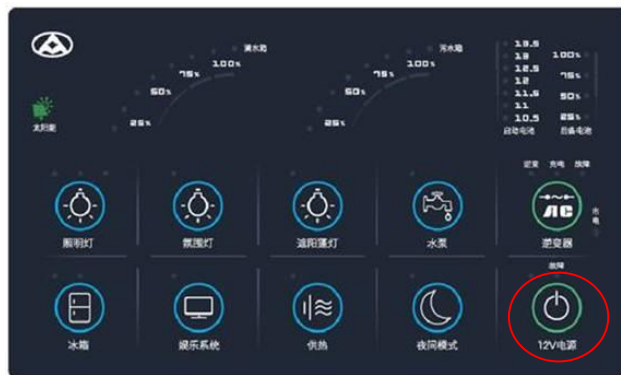 清水箱
100%
75%
50%
25%
污水箱
100%
75%
50%
25%
13.5
13
12.5
12
11.5
11
10.5
启动电池
100%
75%
50%
25%
后备电池
太阳能
逆变 充电 故障
照明灯
氛围灯
遮阳篷灯
水泵
AC
逆变器
市电
故障
冰箱
娱乐系统
供热
夜间模式
12V电源